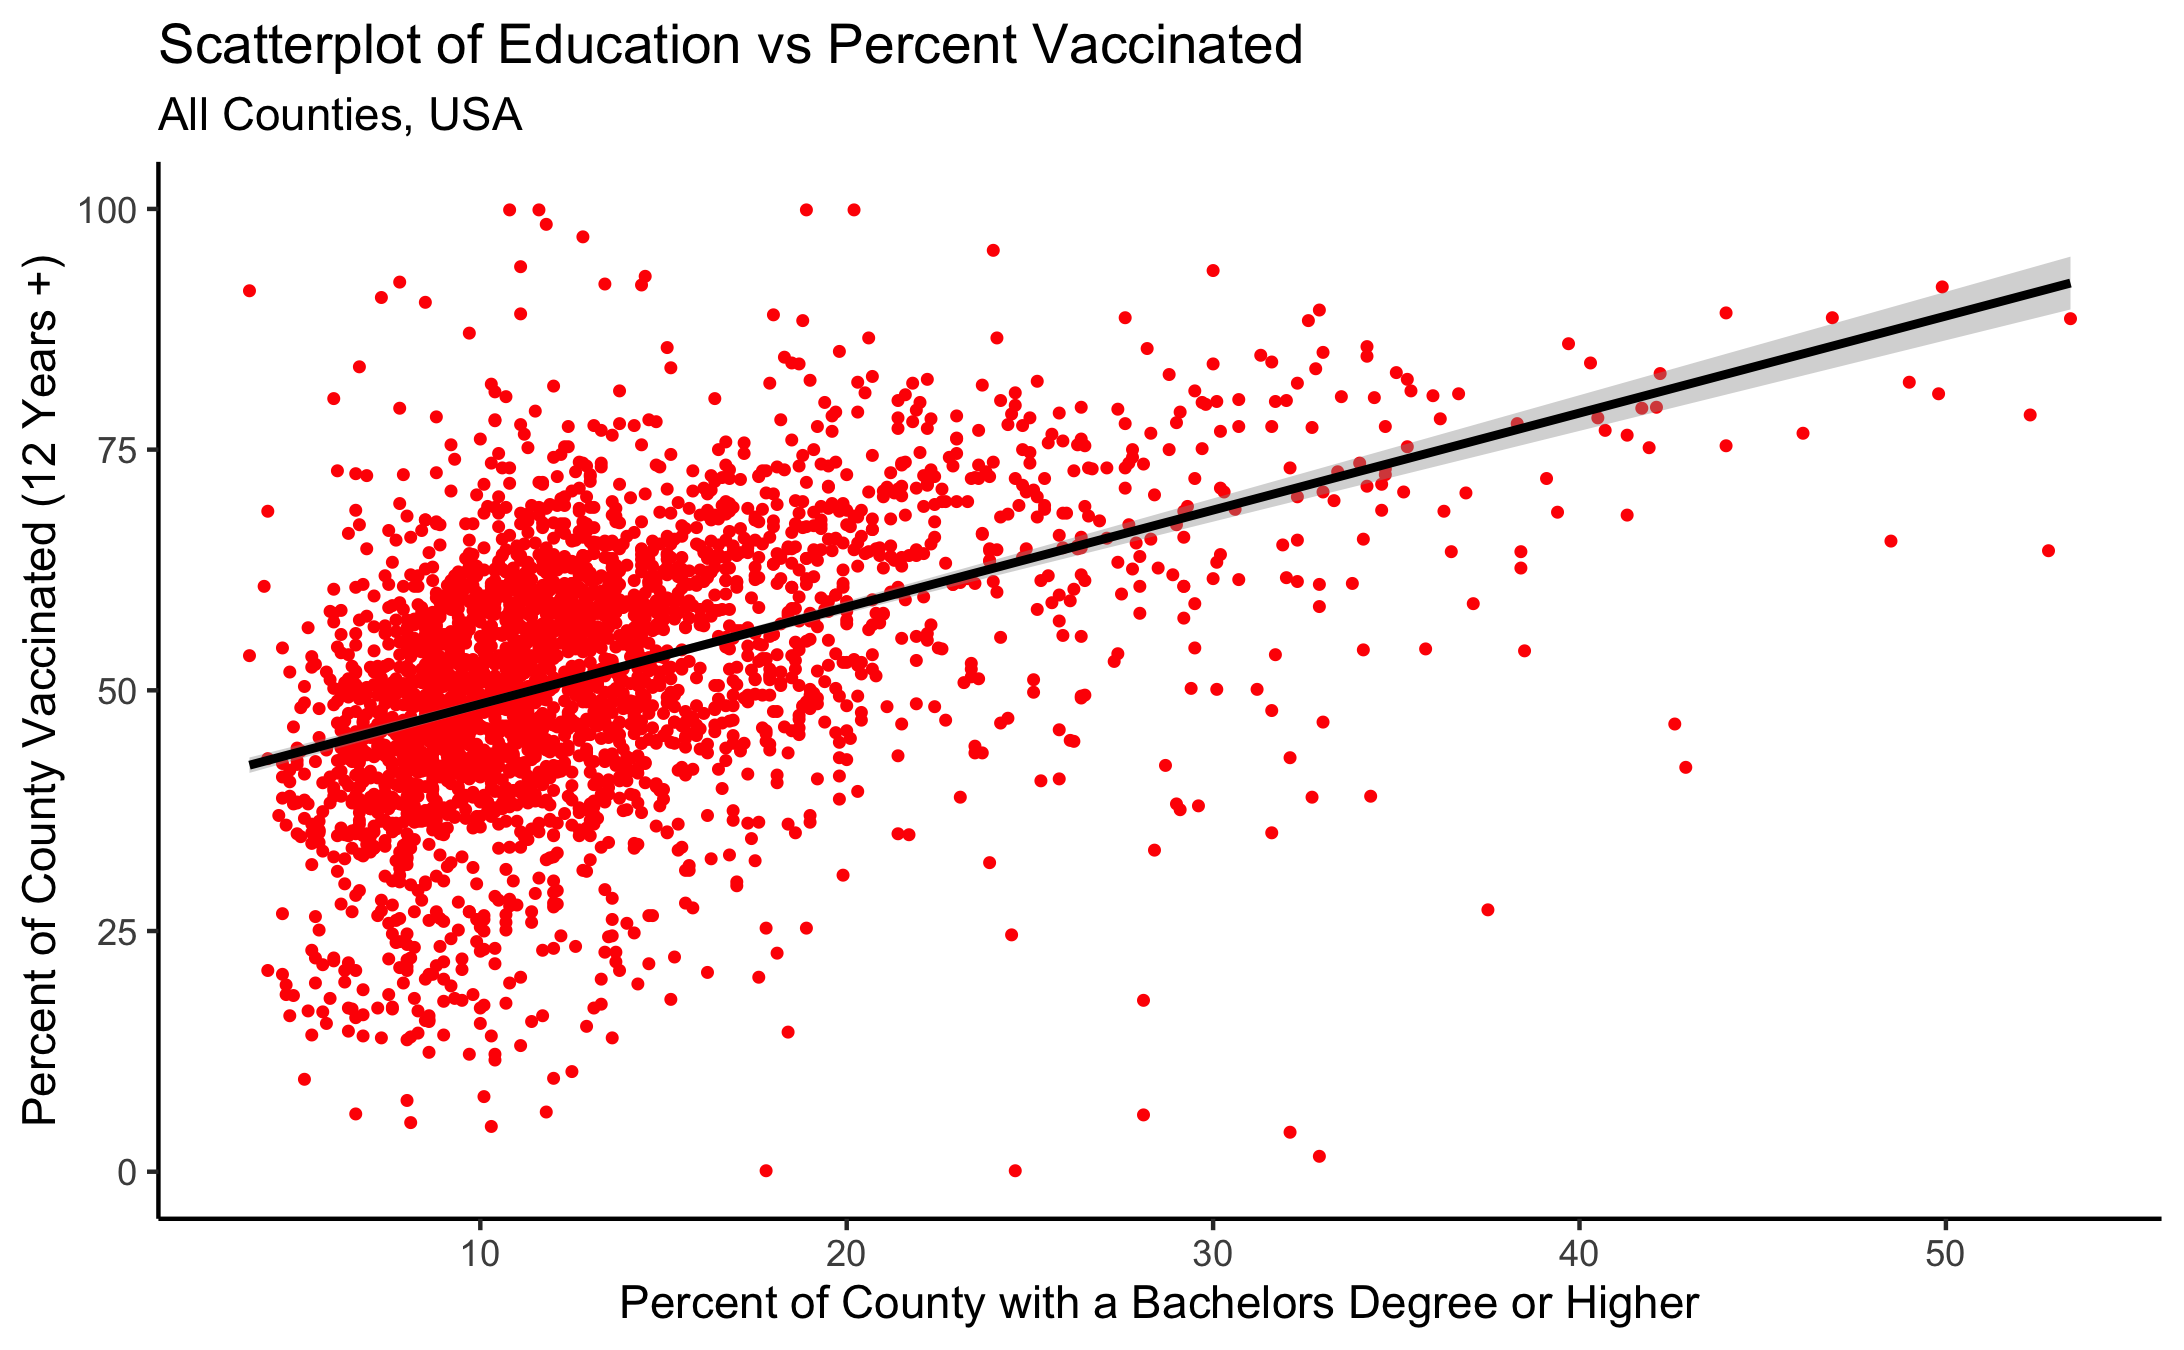 Scatterplot of Education vs Percent Vaccinated
All Counties, USA
Percent of County Vaccinated (12 Years +)
100
75
50
25
0
10 20 30 40 50
Percent of County with a Bachelors Degree or Higher